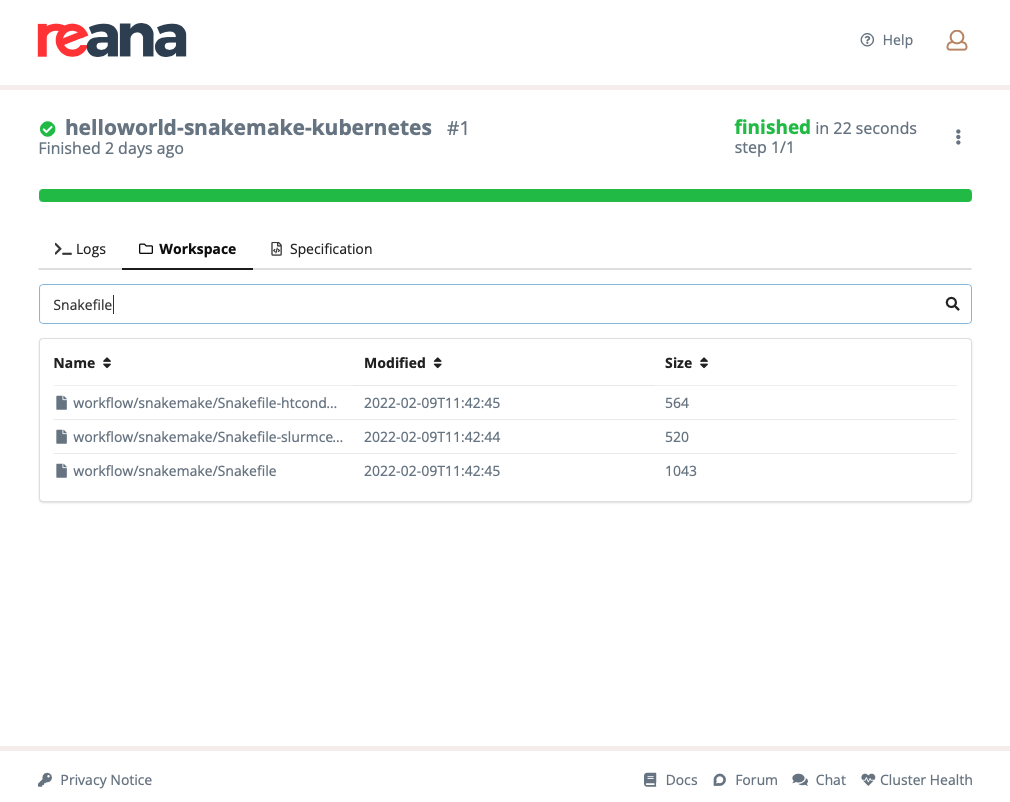 reana
Help
helloworld-snakemake-kubernetes #1
finished in 22 seconds
Finished 2 days ago
step 1/1
Logs Workspace Specification
Snakefile
Name Modified Size
workflow/snakemake/Snakefile-htcond... 2022-02-09T11:42:45 564
workflow/snakemake/Snakefile-slurmce... 2022-02-09T11:42:44 520
workflow/snakemake/Snakefile 2022-02-09T11:42:45 1043
Privacy Notice Docs Forum Chat Cluster Health